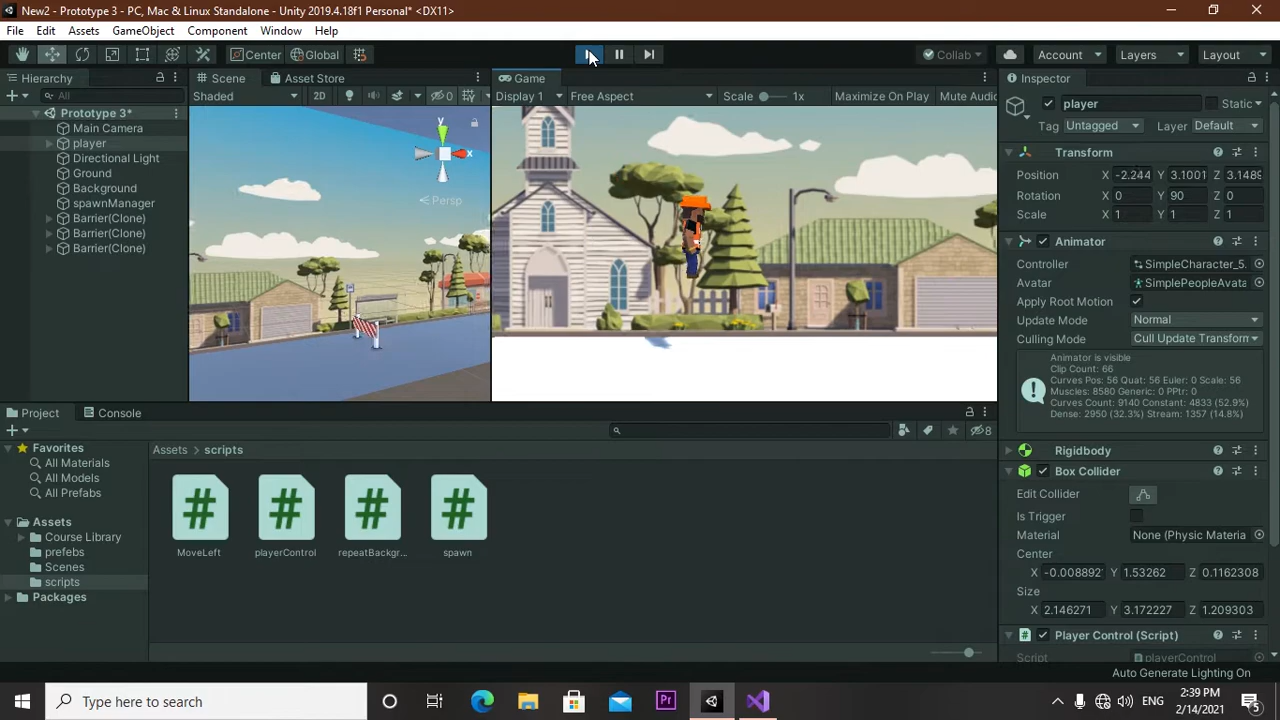 New2 - Prototype 3 - PC, Mac & Linux Standalone - Unity 2019.4.18f1 Personal* <DX11>
File Edit Assets GameObject Component Window Help
Center Global Collab Account Layers Layout
Hierarchy Scene Asset Store Game Inspector
All Shaded 2D 0 Display 1 Free Aspect Scale 1x Maximize On Play Mute Audio
player Static
Tag Untagged Layer Default
Prototype 3*
Main Camera
player
Directional Light
Ground
Background
spawnManager
Barrier(Clone)
Barrier(Clone)
Barrier(Clone)
y
x
Persp
Transform
Position X -2.244 Y 3.1001 Z 3.1489
Rotation X 0 Y 90 Z 0
Scale X 1 Y 1 Z 1
Animator
Controller SimpleCharacter_5.
Avatar SimplePeopleAvata
Apply Root Motion
Update Mode Normal
Culling Mode Cull Update Transform
Animator is visible
Clip Count: 66
Curves Pos: 56 Quat: 56 Euler: 0 Scale: 56
Muscles: 8580 Generic: 0 PPtr: 0
Curves Count: 9140 Constant: 4833 (52.9%)
Dense: 2950 (32.3%) Stream: 1357 (14.8%)
Rigidbody
Box Collider
Edit Collider
Is Trigger
Material None (Physic Materia
Center
X -0.008892 Y 1.53262 Z 0.1162308
Size
X 2.146271 Y 3.172227 Z 1.209303
Player Control (Script)
Script playerControl
Project Console
8
Favorites
All Materials
All Models
All Prefabs
Assets
Course Library
prefebs
Scenes
scripts
Packages
Assets > scripts
MoveLeft playerControl repeatBackgr... spawn
Auto Generate Lighting On
Type here to search
Pr
ENG
2:39 PM
2/14/2021
5